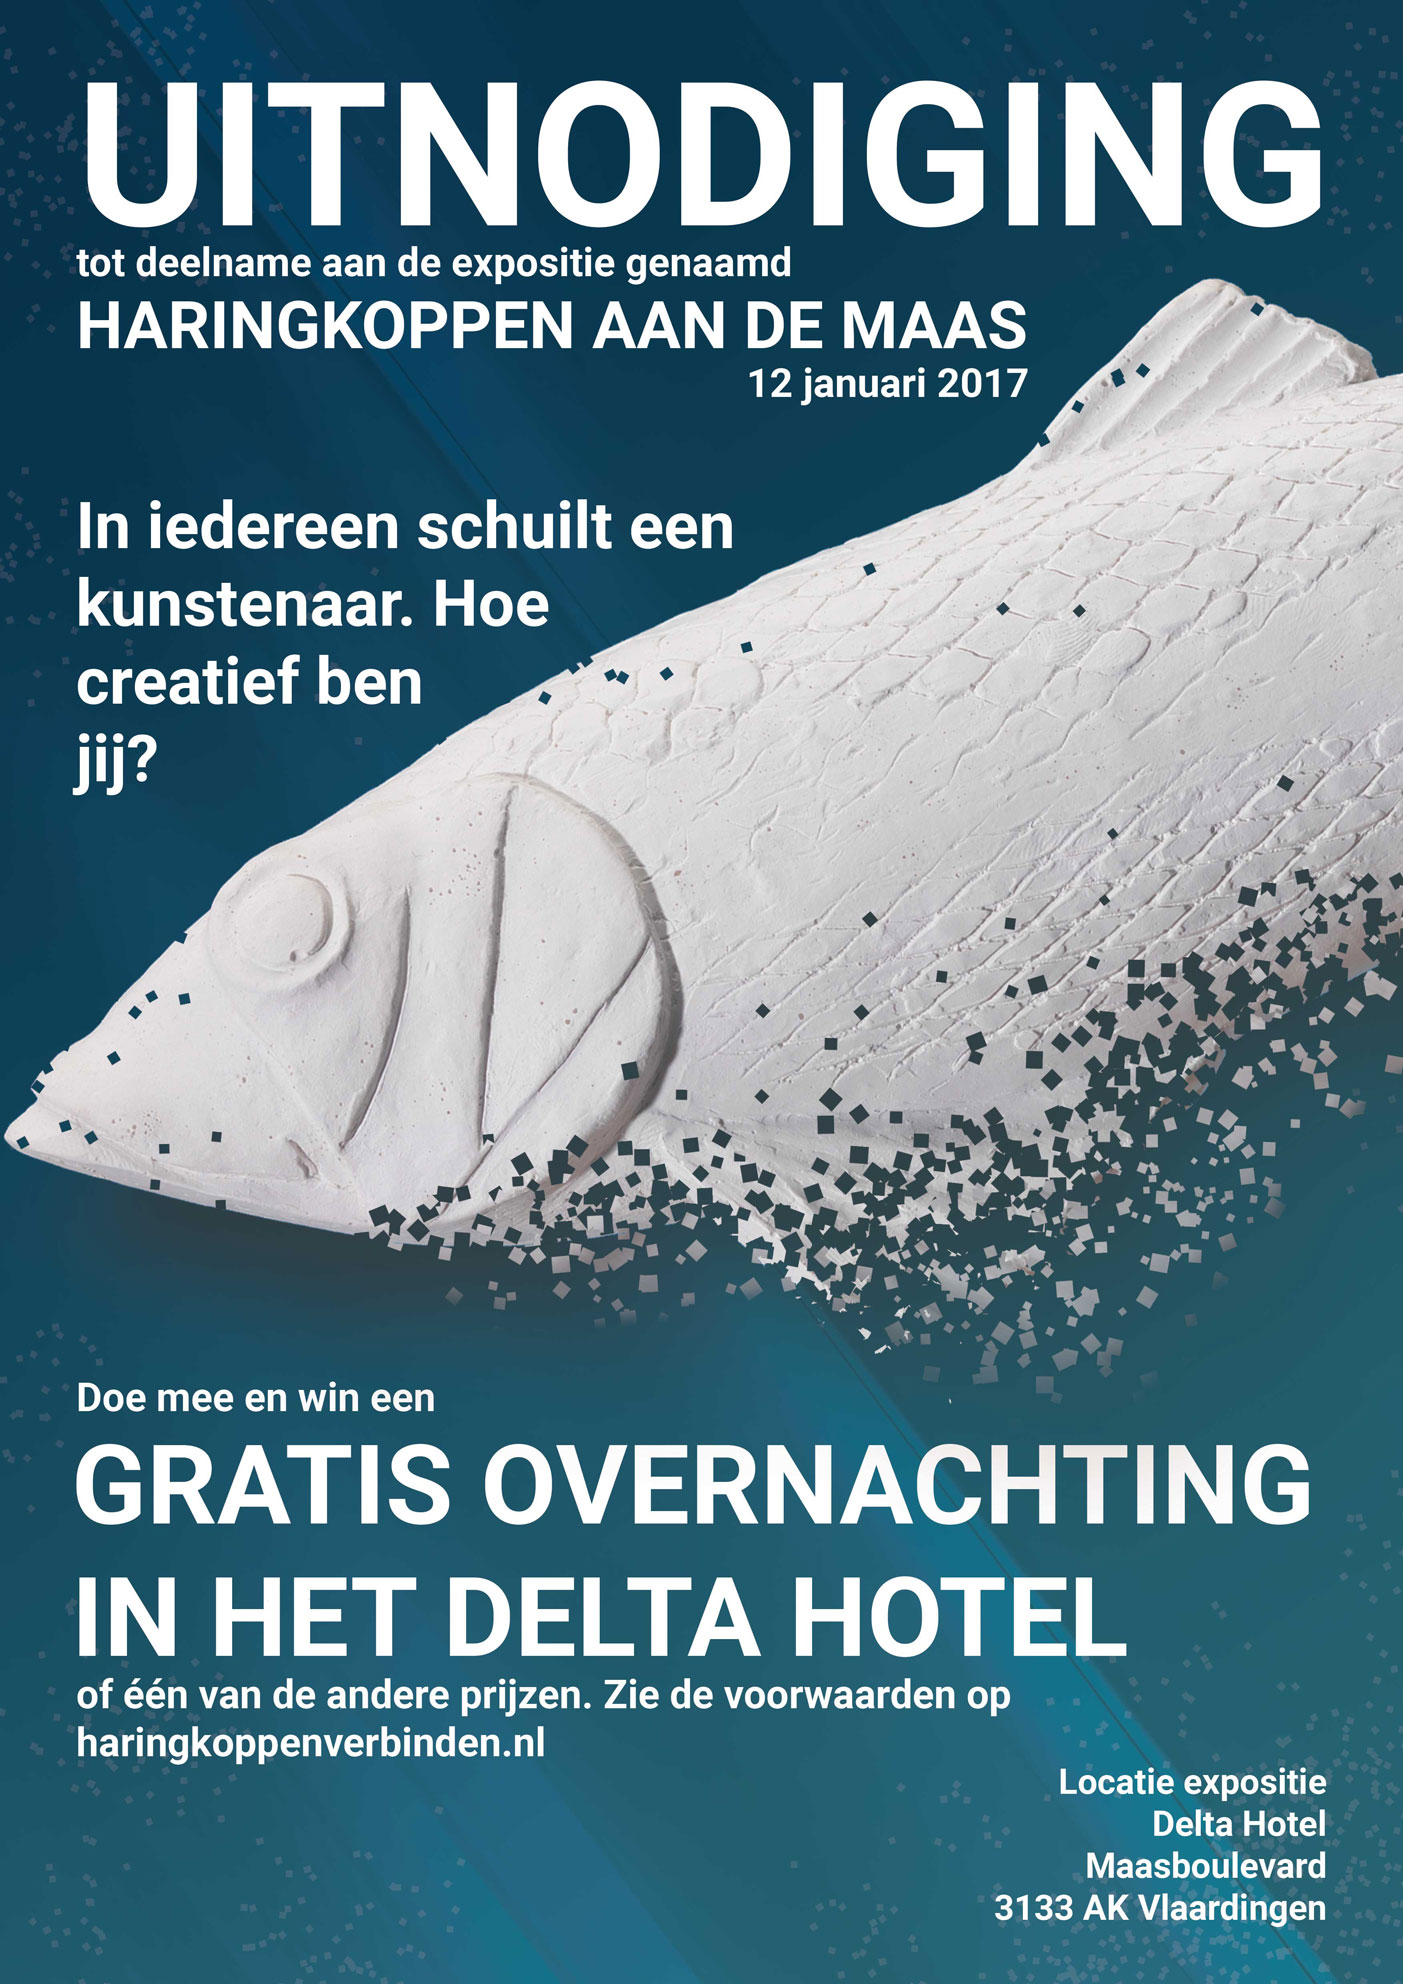 UITNODIGING
tot deelname aan de expositie genaamd
HARINGKOPPEN AAN DE MAAS
12 januari 2017
In iedereen schuilt een
kunstenaar. Hoe
creatief ben
jij?
Doe mee en win een
GRATIS OVERNACHTING
IN HET DELTA HOTEL
of één van de andere prijzen. Zie de voorwaarden op
haringkoppenverbinden.nl
Locatie expositie
Delta Hotel
Maasboulevard
3133 AK Vlaardingen